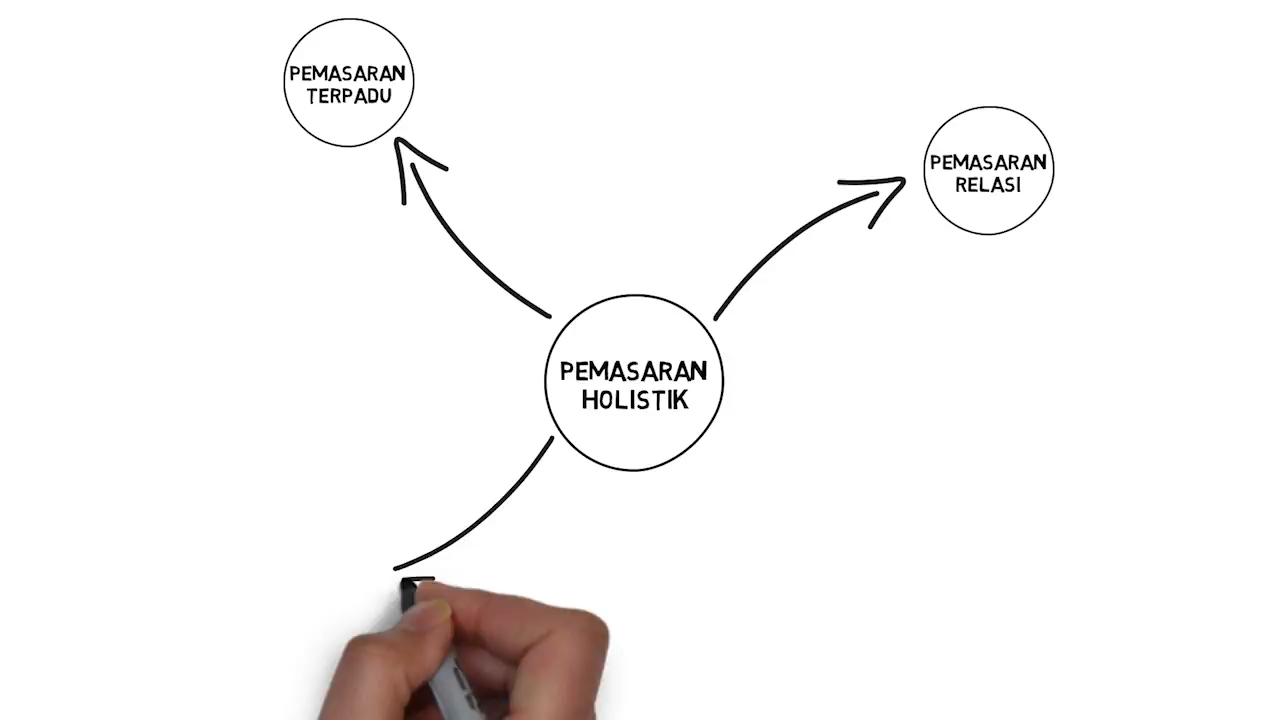 PEMASARAN
TERPADU
PEMASARAN
RELASI
PEMASARAN
HOLISTIK